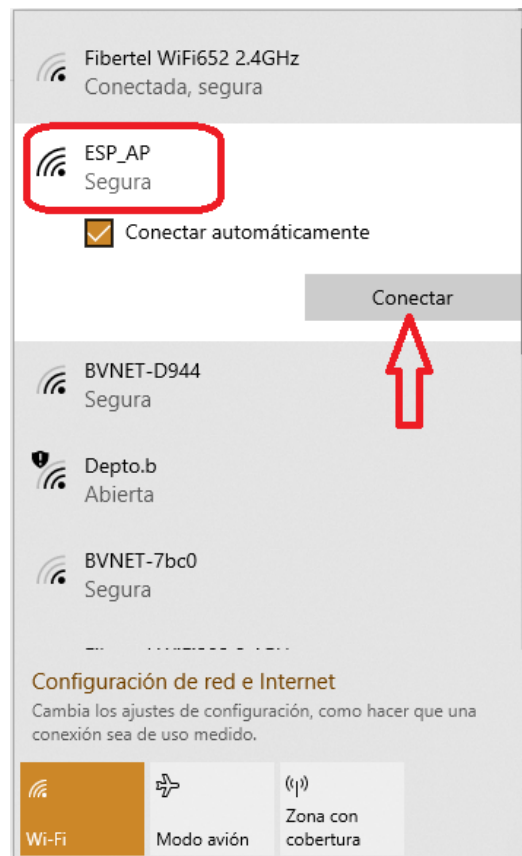 Fibertel WiFi652 2.4GHz
Conectada, segura
ESP_AP
Segura
Conectar automáticamente
Conectar
BVNET-D944
Segura
Depto.b
Abierta
BVNET-7bc0
Segura
Configuración de red e Internet
Cambia los ajustes de configuración, como hacer que una
conexión sea de uso medido.
Wi-Fi
Modo avión
Zona con
cobertura